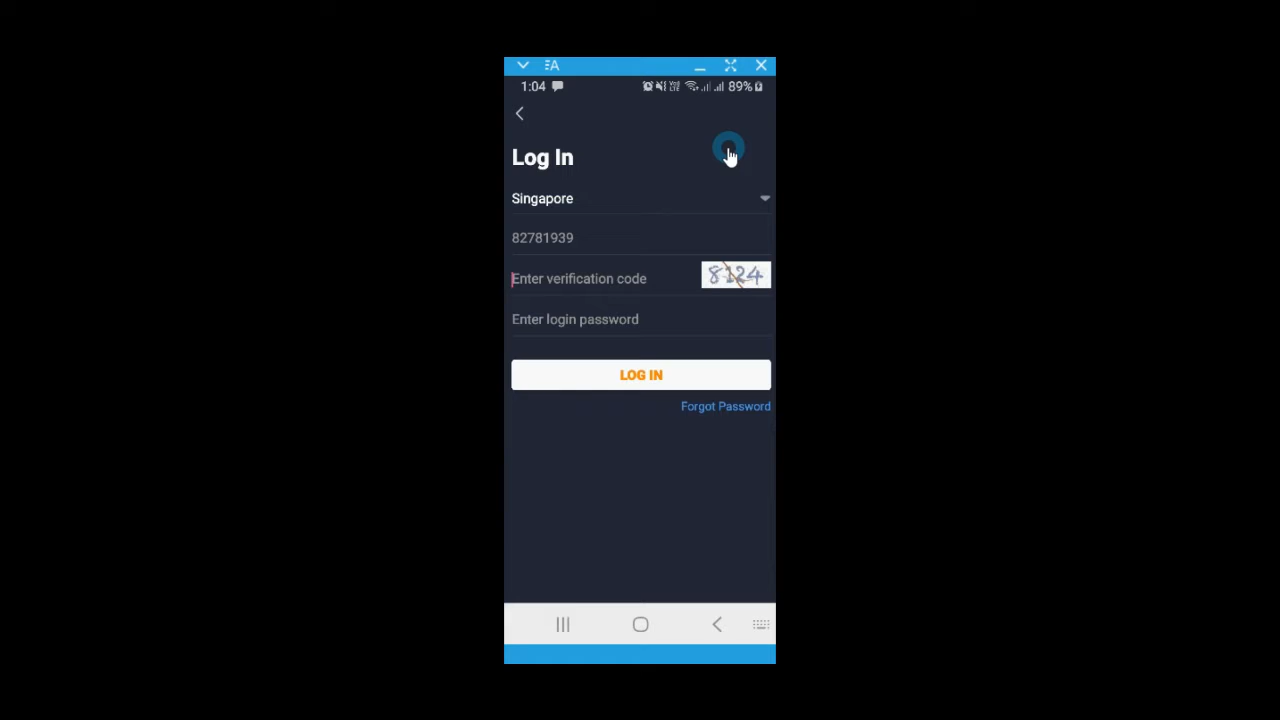 1:04 89%
Log In
Singapore
82781939
Enter verification code 8124
Enter login password
LOG IN
Forgot Password